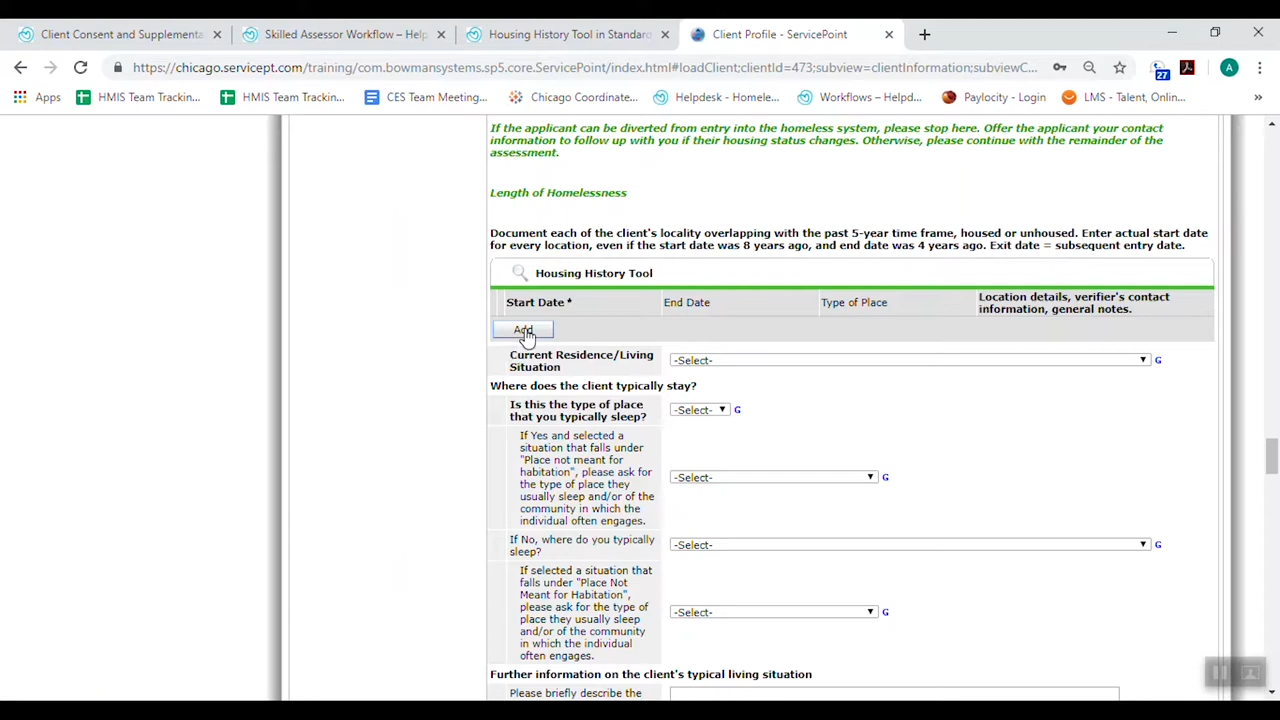 Client Consent and Supplementa
Skilled Assessor Workflow – Help
Housing History Tool in Standard
Client Profile - ServicePoint
https://chicago.servicept.com/training/com.bowmansystems.sp5.core.ServicePoint/index.html#loadClient;clientId=473;subview=clientInformation;subviewC...
27
A
Apps
HMIS Team Trackin...
HMIS Team Trackin...
CES Team Meeting...
Chicago Coordinate...
Helpdesk - Homele...
Workflows – Helpd...
Paylocity - Login
LMS - Talent, Onlin...
»
If the applicant can be diverted from entry into the homeless system, please stop here. Offer the applicant your contact
information to follow up with you if their housing status changes. Otherwise, please continue with the remainder of the
assessment.
Length of Homelessness
Document each of the client's locality overlapping with the past 5-year time frame, housed or unhoused. Enter actual start date
for every location, even if the start date was 8 years ago, and end date was 4 years ago. Exit date = subsequent entry date.
Housing History Tool
Start Date *
End Date
Type of Place
Location details, verifier's contact
information, general notes.
Add
Current Residence/Living
Situation
-Select-
G
Where does the client typically stay?
Is this the type of place
that you typically sleep?
-Select-
G
If Yes and selected a
situation that falls under
"Place not meant for
habitation", please ask for
the type of place they
usually sleep and/or of the
community in which the
individual often engages.
-Select-
G
If No, where do you typically
sleep?
-Select-
G
If selected a situation that
falls under "Place Not
Meant for Habitation",
please ask for the type of
place they usually sleep
and/or of the community
in which the individual
often engages.
-Select-
G
Further information on the client's typical living situation
Please briefly describe the